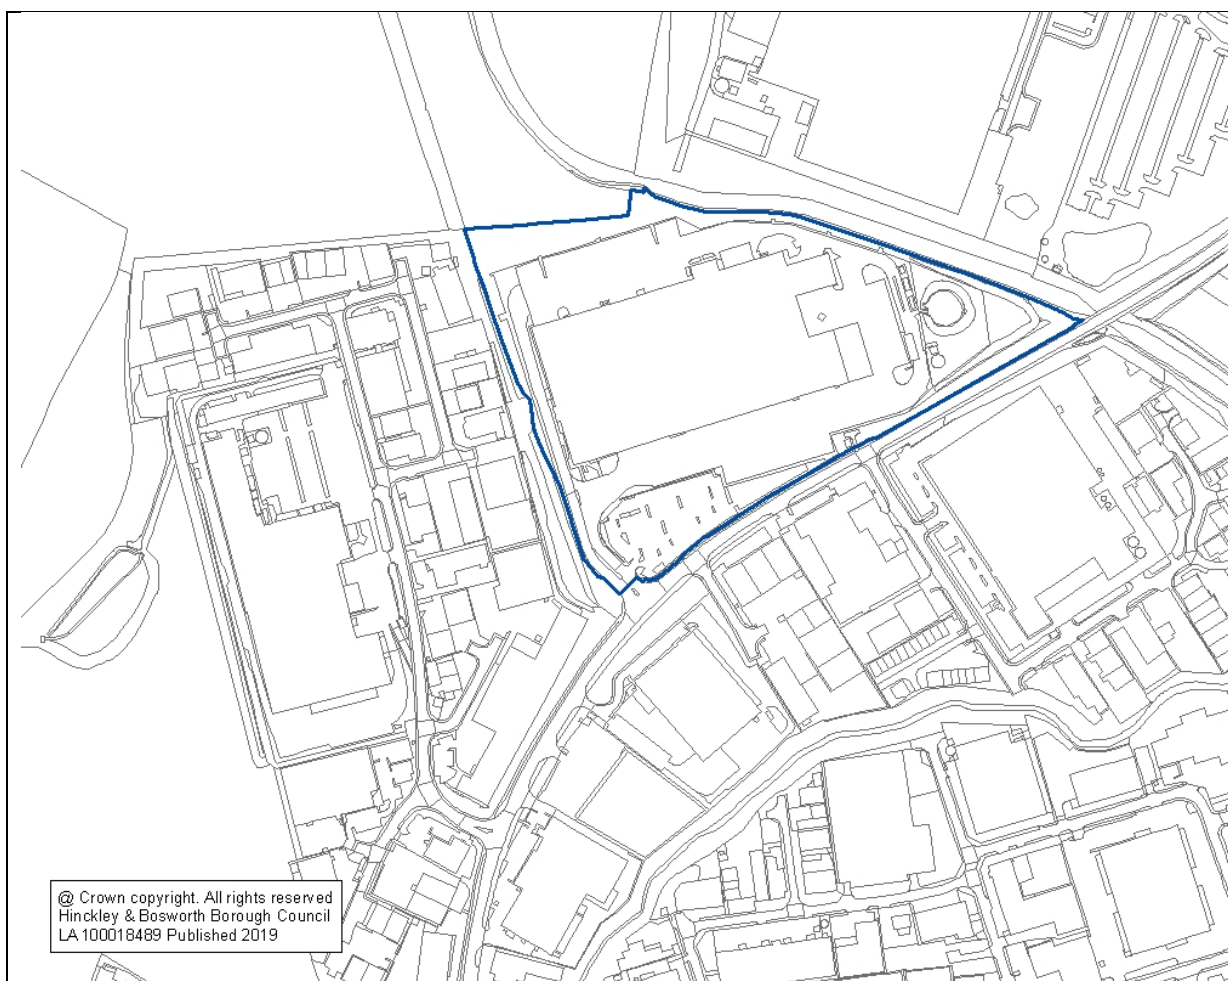 @ Crown copyright. All rights reserved
Hinckley & Bosworth Borough Council
LA 100018489 Published 2019